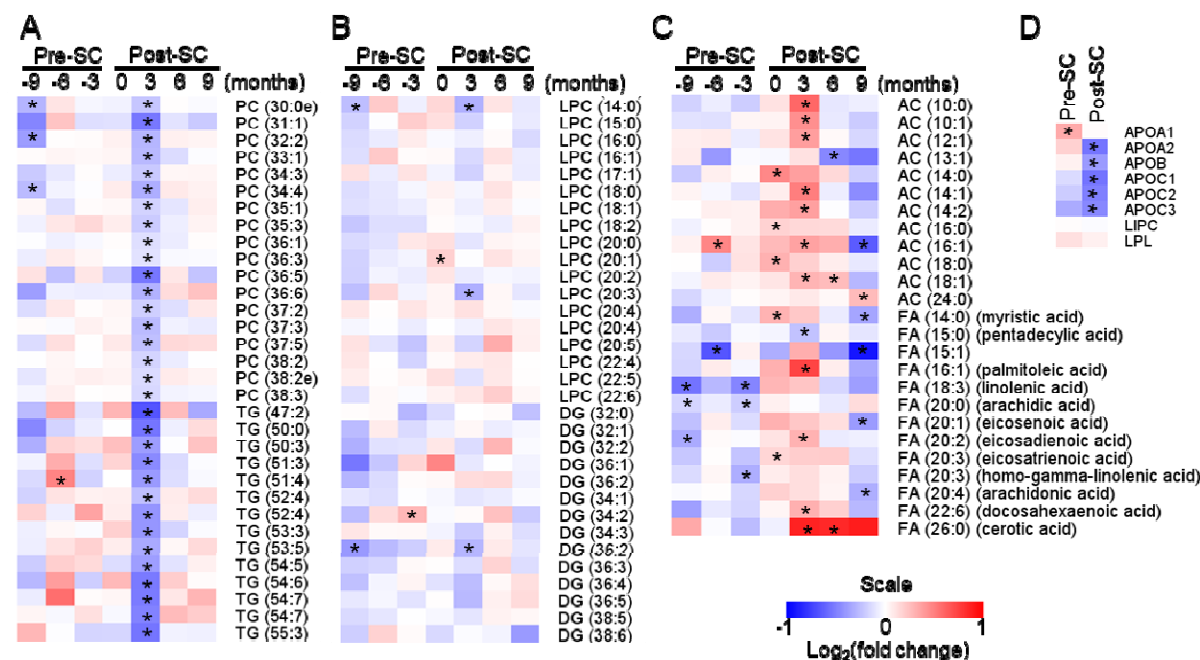 A
Pre-SC Post-SC
-9 -6 -3 0 3 6 9 (months)
PC (30:0e)
PC (31:1)
PC (32:2)
PC (33:1)
PC (34:3)
PC (34:4)
PC (35:1)
PC (35:3)
PC (36:1)
PC (36:3)
PC (36:5)
PC (36:6)
PC (37:2)
PC (37:3)
PC (37:5)
PC (38:2)
PC (38:2e)
PC (38:3)
TG (47:2)
TG (50:0)
TG (50:3)
TG (51:3)
TG (51:4)
TG (52:4)
TG (52:4)
TG (53:3)
TG (53:5)
TG (54:5)
TG (54:6)
TG (54:7)
TG (54:7)
TG (55:3)
B
Pre-SC Post-SC
-9 -6 -3 0 3 6 9 (months)
LPC (14:0)
LPC (15:0)
LPC (16:0)
LPC (16:1)
LPC (17:1)
LPC (18:0)
LPC (18:1)
LPC (18:2)
LPC (20:0)
LPC (20:1)
LPC (20:2)
LPC (20:3)
LPC (20:4)
LPC (20:4)
LPC (20:5)
LPC (22:4)
LPC (22:5)
LPC (22:6)
DG (32:0)
DG (32:1)
DG (32:2)
DG (36:1)
DG (36:2)
DG (34:1)
DG (34:2)
DG (34:3)
DG (36:2)
DG (36:3)
DG (36:4)
DG (36:5)
DG (38:5)
DG (38:6)
C
Pre-SC Post-SC
-9 -6 -3 0 3 6 9 (months)
AC (10:0)
AC (10:1)
AC (12:1)
AC (13:1)
AC (14:0)
AC (14:1)
AC (14:2)
AC (16:0)
AC (16:1)
AC (18:0)
AC (18:1)
AC (24:0)
FA (14:0) (myristic acid)
FA (15:0) (pentadecylic acid)
FA (15:1)
FA (16:1) (palmitoleic acid)
FA (18:3) (linolenic acid)
FA (20:0) (arachidic acid)
FA (20:1) (eicosenoic acid)
FA (20:2) (eicosadienoic acid)
FA (20:3) (eicosatrienoic acid)
FA (20:3) (homo-gamma-linolenic acid)
FA (20:4) (arachidonic acid)
FA (22:6) (docosahexaenoic acid)
FA (26:0) (cerotic acid)
D
Pre-SC
Post-SC
APOA1
APOA2
APOB
APOC1
APOC2
APOC3
LIPC
LPL
Scale
-1 0 1
Log2(fold change)